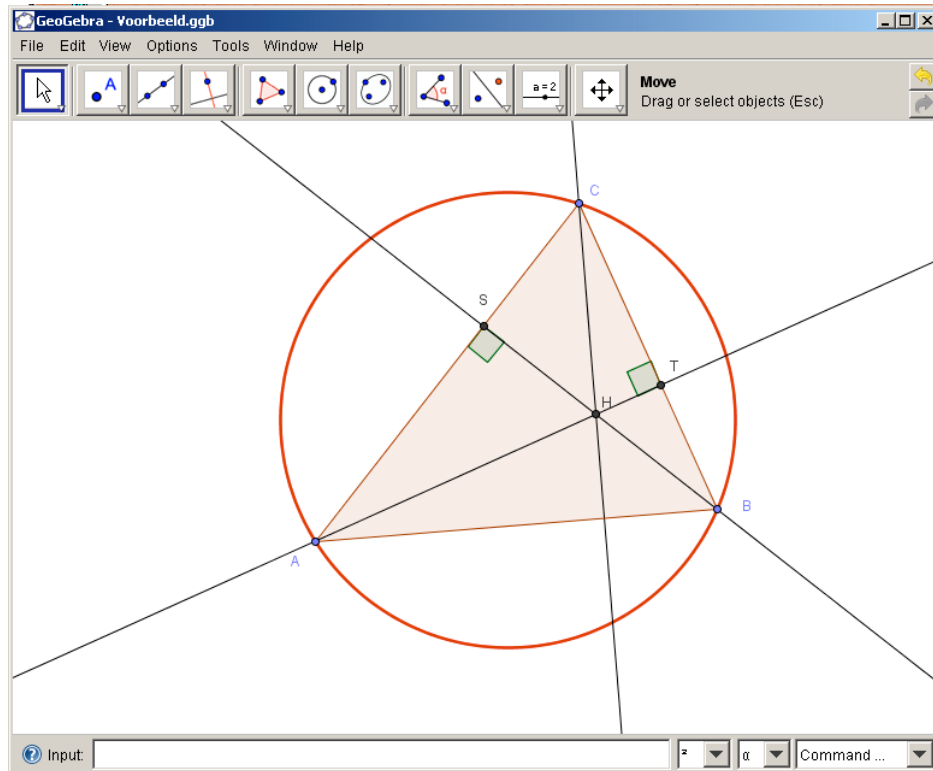 GeoGebra - Voorbeeld.ggb
File Edit View Options Tools Window Help
A
α
a = 2
Move
Drag or select objects (Esc)
C
S
T
H
B
A
Input:
²
α
Command ...